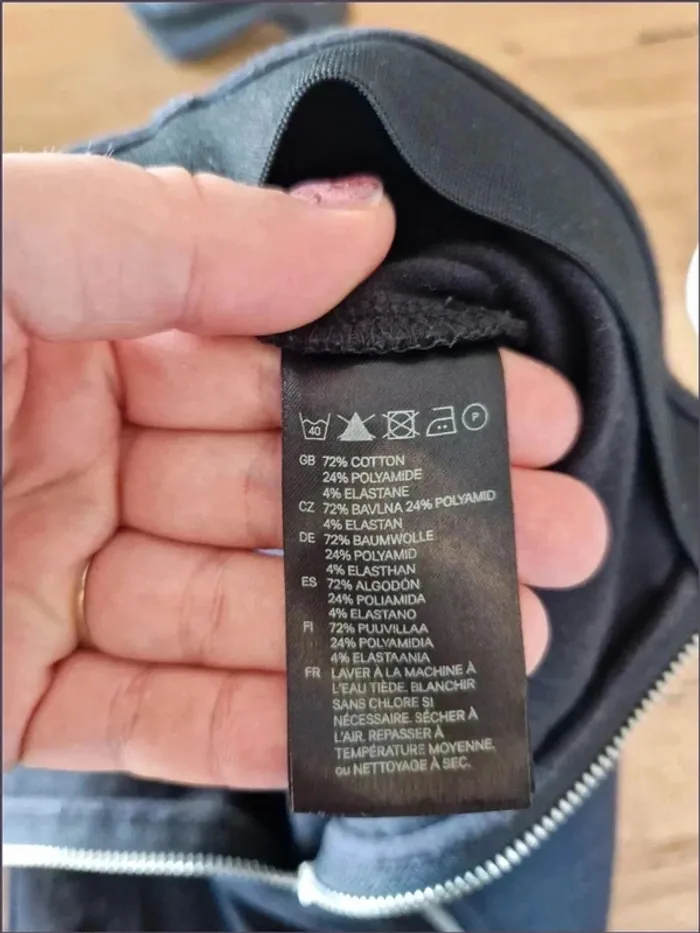 40 P
GB 72% COTTON
24% POLYAMIDE
4% ELASTANE
CZ 72% BAVLNA 24% POLYAMID
4% ELASTAN
DE 72% BAUMWOLLE
24% POLYAMID
4% ELASTHAN
ES 72% ALGODÓN
24% POLIAMIDA
4% ELASTANO
FI 72% PUUVILLAA
24% POLYAMIDIA
4% ELASTAANIA
FR LAVER À LA MACHINE À
L'EAU TIÈDE. BLANCHIR
SANS CHLORE SI
NÉCESSAIRE. SÉCHER À
L'AIR. REPASSER À
TEMPÉRATURE MOYENNE.
ou NETTOYAGE À SEC.